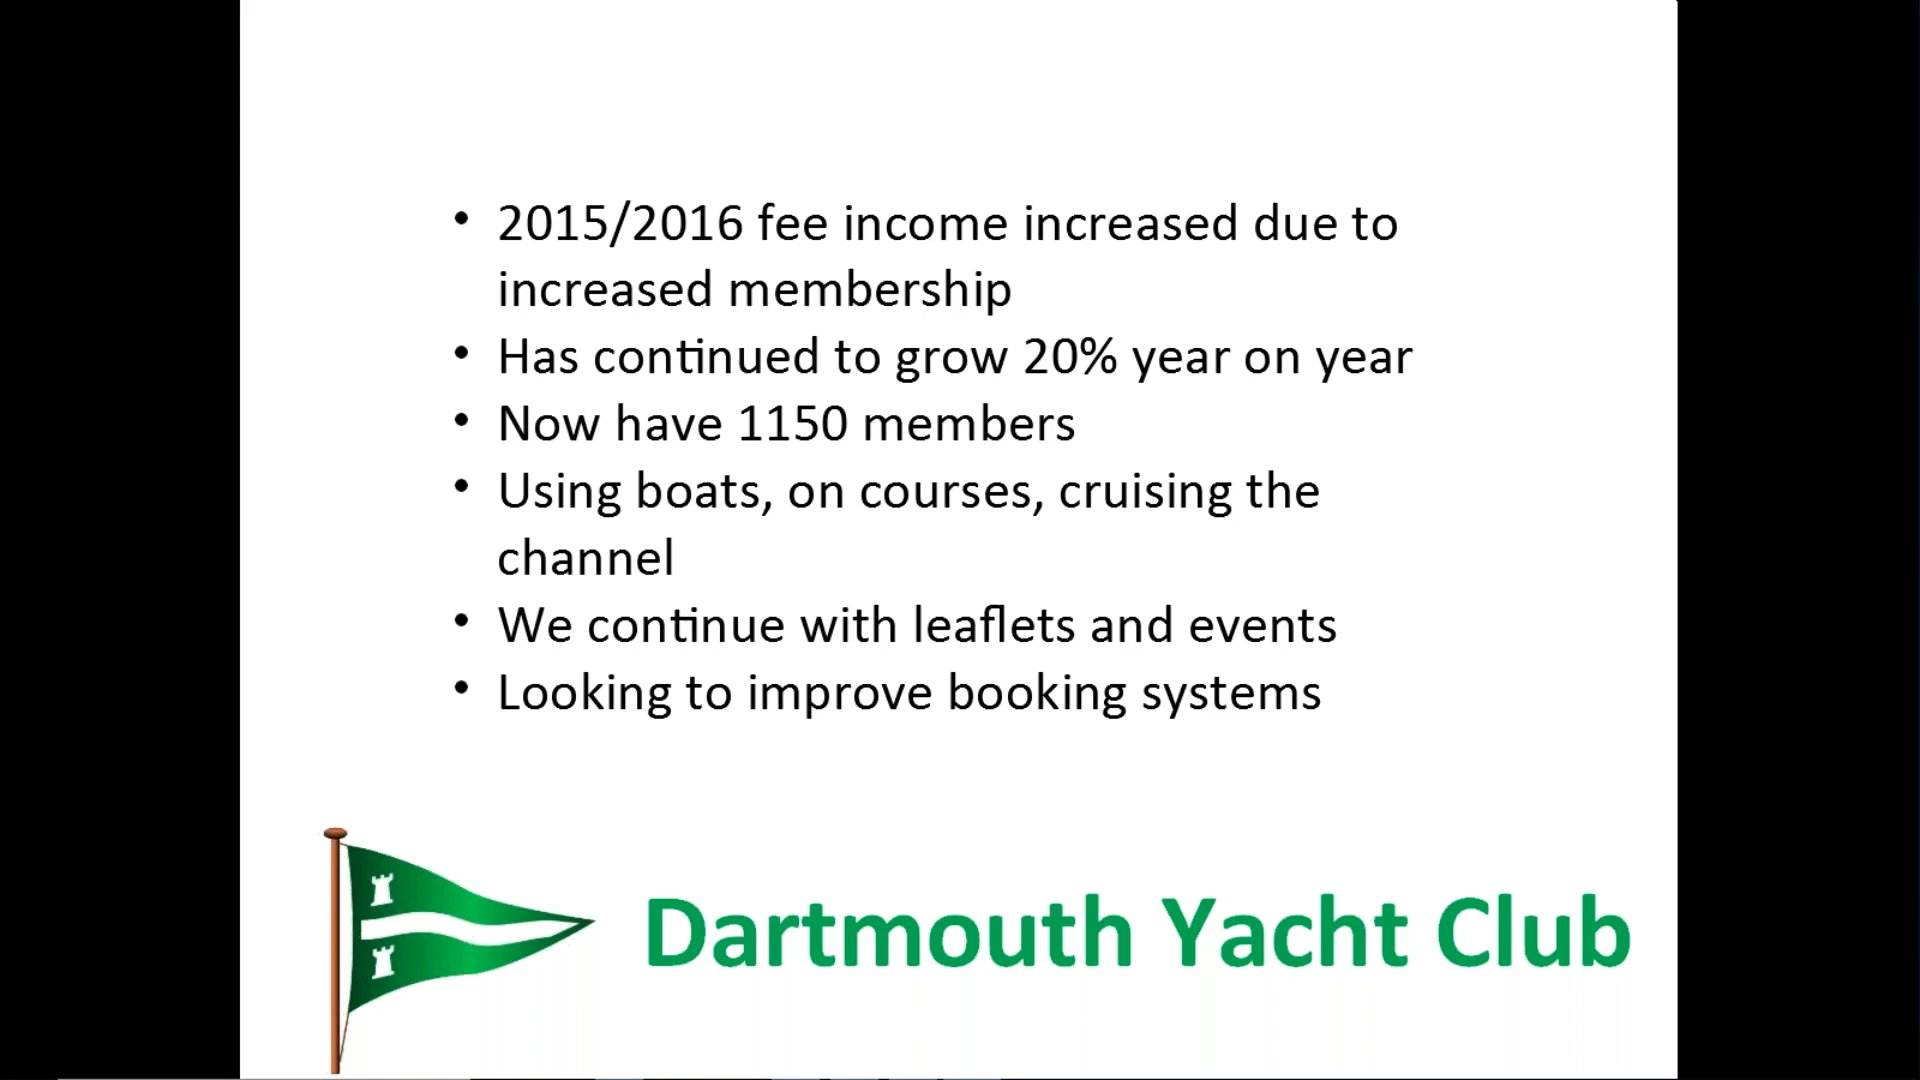 • 2015/2016 fee income increased due to
increased membership
• Has continued to grow 20% year on year
• Now have 1150 members
• Using boats, on courses, cruising the
channel
• We continue with leaflets and events
• Looking to improve booking systems
Dartmouth Yacht Club